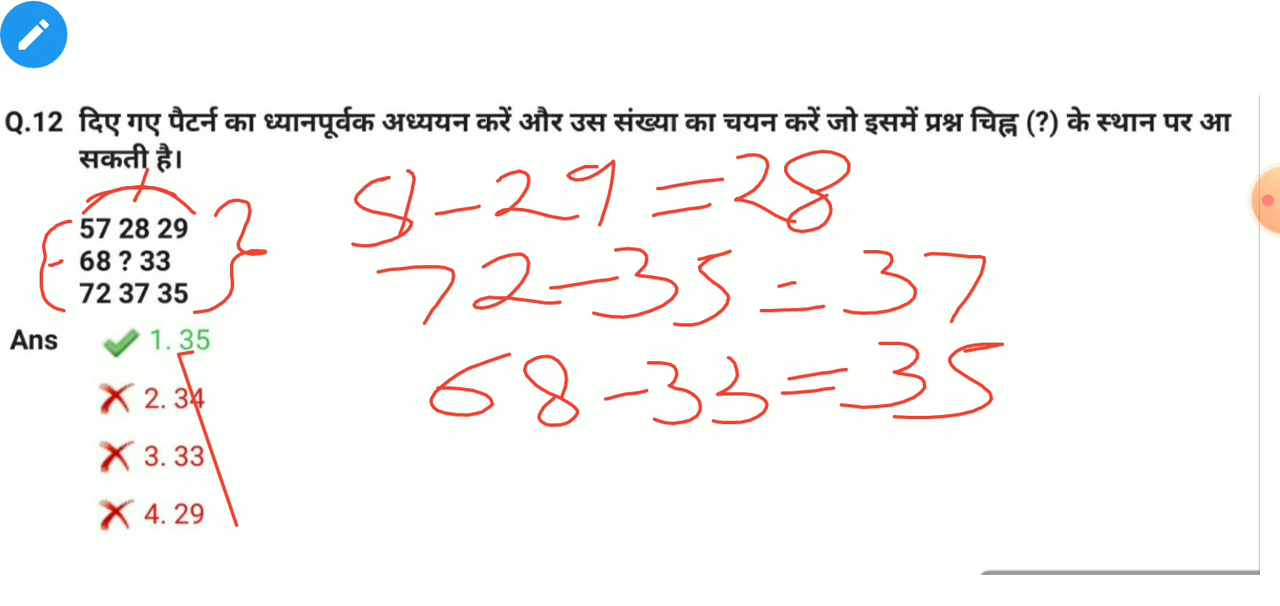 Q.12 दिए गए पैटर्न का ध्यानपूर्वक अध्ययन करें और उस संख्या का चयन करें जो इसमें प्रश्न चिह्न (?) के स्थान पर आ
सकती है।
57 28 29
68 ? 33
72 37 35
Ans 1. 35
2. 34
3. 33
4. 29
-29=28
72-35=37
68-33=35